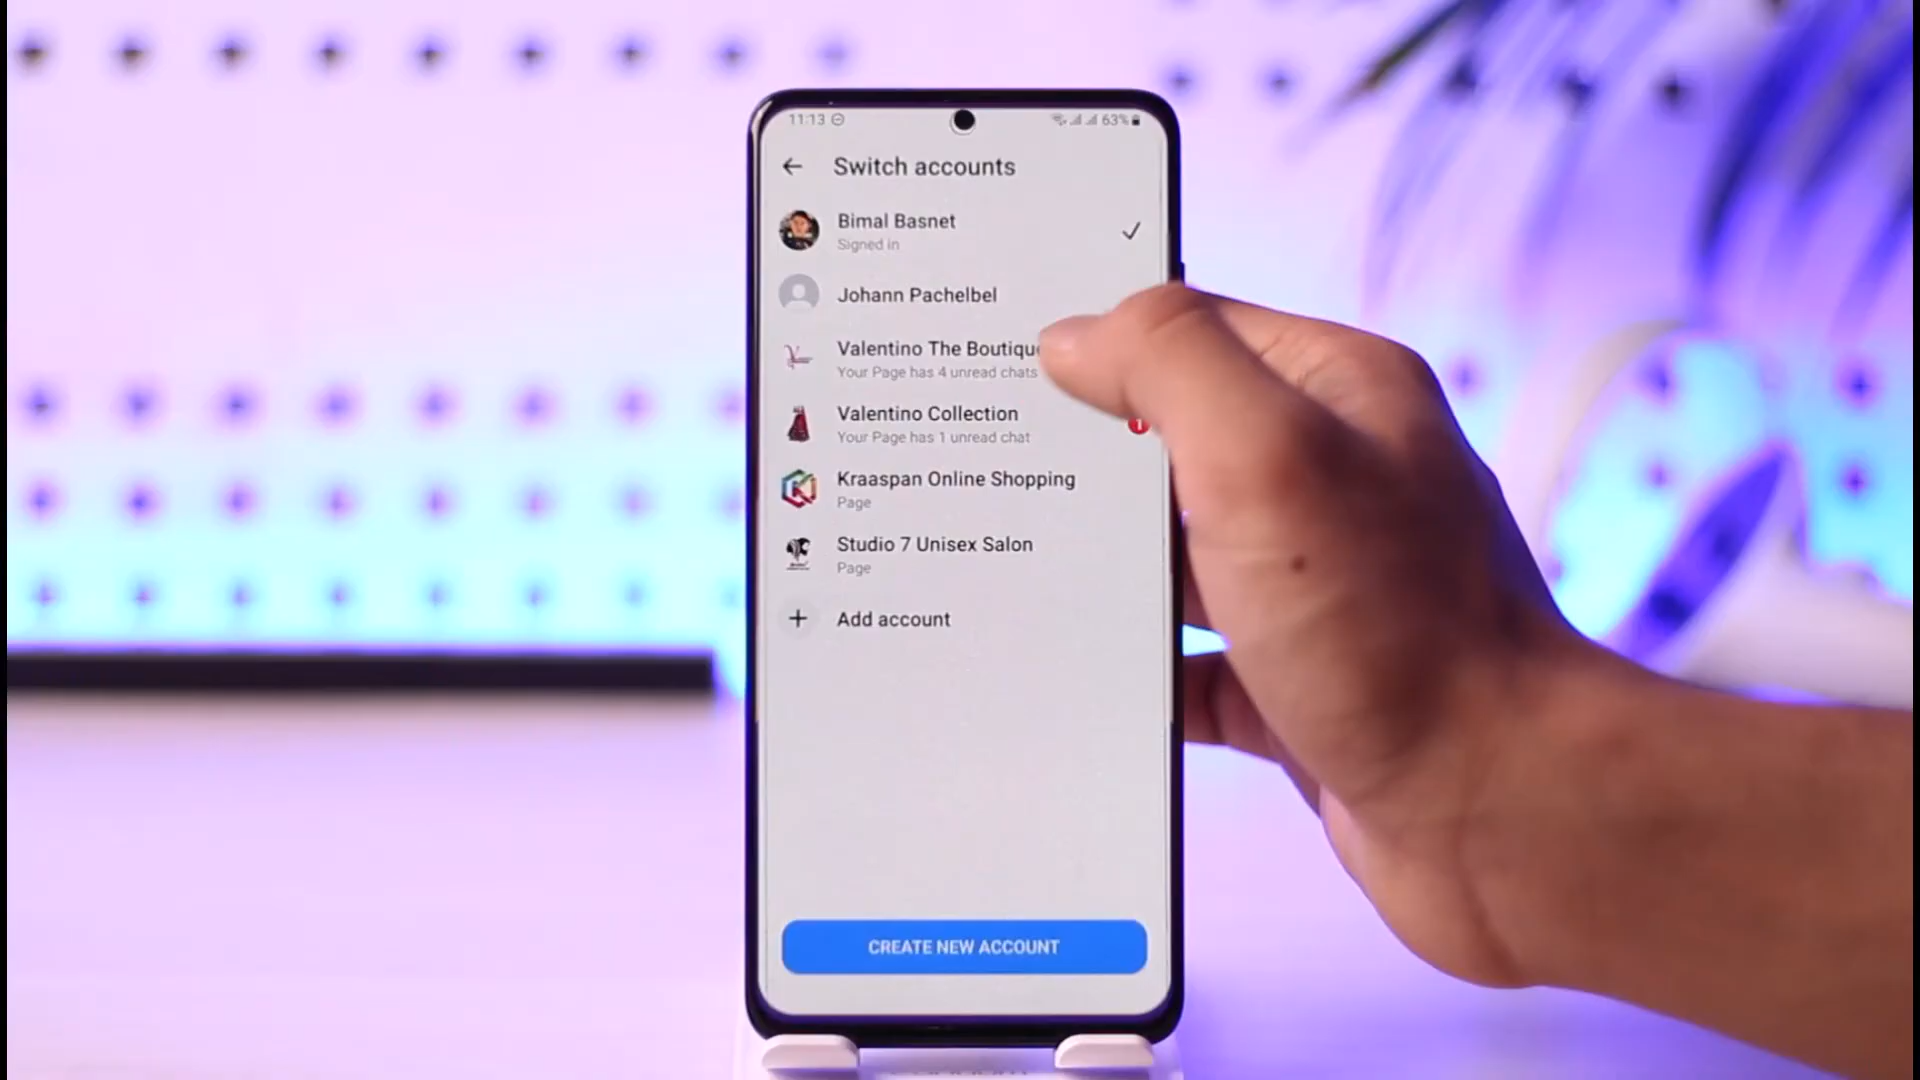 11:13
63%
Switch accounts
Bimal Basnet
Signed in
Johann Pachelbel
Valentino The Boutiqu
Your Page has 4 unread chats
Valentino Collection
Your Page has 1 unread chat
1
Kraaspan Online Shopping
Page
Studio 7 Unisex Salon
Page
Add account
CREATE NEW ACCOUNT